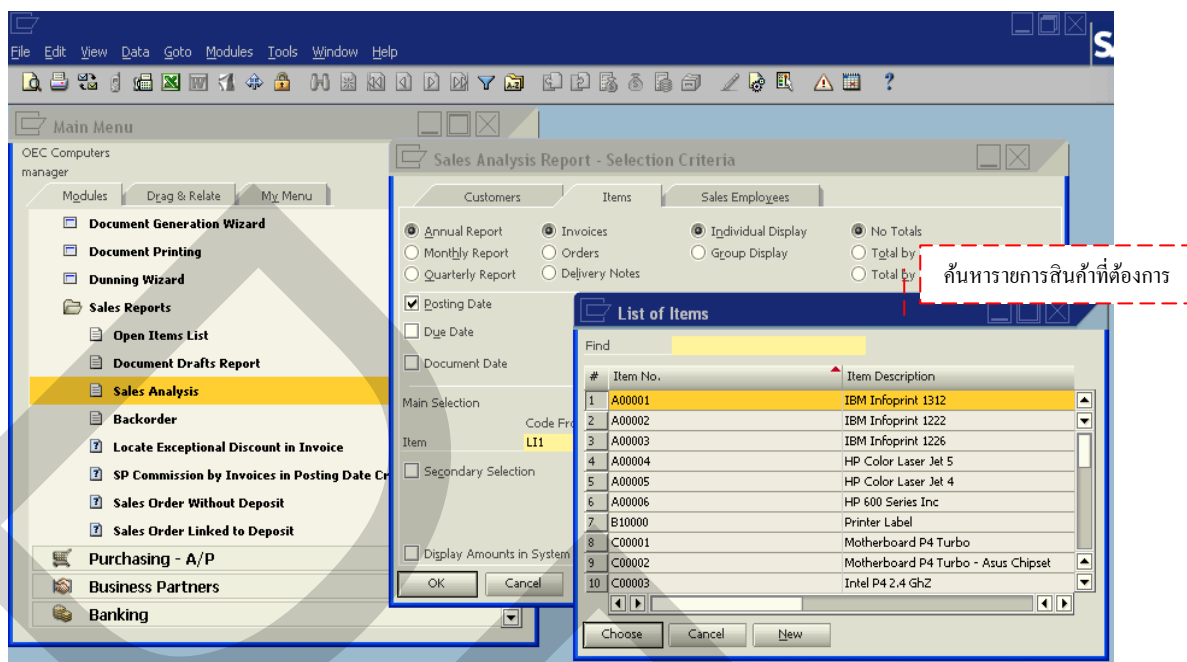 File Edit View Data Goto Modules Tools Window Help
Main Menu
OEC Computers
manager
Modules Drag & Relate My Menu
Document Generation Wizard
Document Printing
Dunning Wizard
Sales Reports
Open Items List
Document Drafts Report
Sales Analysis
Backorder
Locate Exceptional Discount in Invoice
SP Commission by Invoices in Posting Date Cr
Sales Order Without Deposit
Sales Order Linked to Deposit
Purchasing - A/P
Business Partners
Banking
Sales Analysis Report - Selection Criteria
Customers Items Sales Employees
Annual Report Invoices Individual Display No Totals
Monthly Report Orders Group Display Total by
Quarterly Report Delivery Notes Total by
Posting Date
Due Date
Document Date
Main Selection
Code Fro
Item LI1
Secondary Selection
Display Amounts in System
OK Cancel
ค้นหารายการสินค้าที่ต้องการ
List of Items
Find
# Item No. Item Description
1 A00001 IBM Infoprint 1312
2 A00002 IBM Infoprint 1222
3 A00003 IBM Infoprint 1226
4 A00004 HP Color Laser Jet 5
5 A00005 HP Color Laser Jet 4
6 A00006 HP 600 Series Inc
7 B10000 Printer Label
8 C00001 Motherboard P4 Turbo
9 C00002 Motherboard P4 Turbo - Asus Chipset
10 C00003 Intel P4 2.4 GhZ
Choose Cancel New